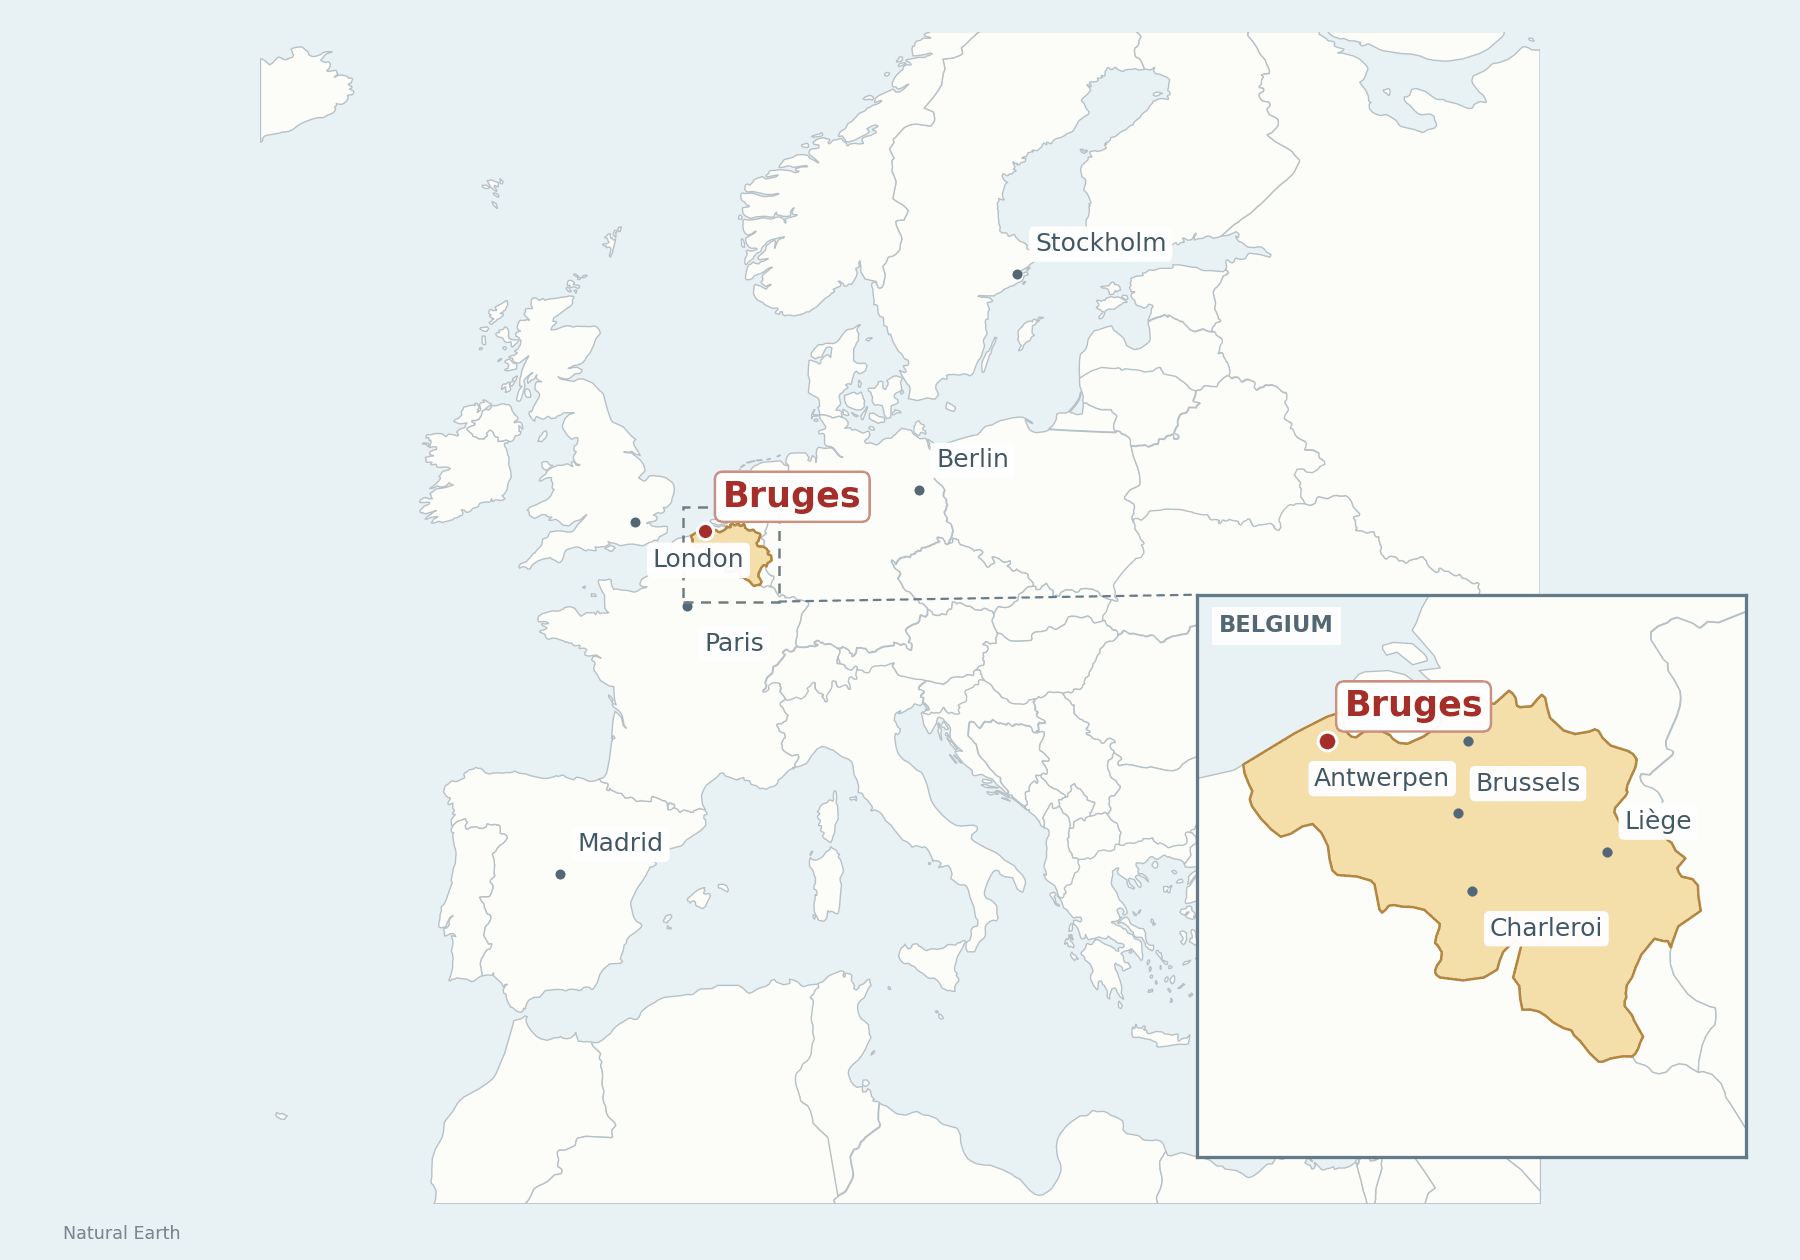 Stockholm
Berlin
Bruges
London
Paris
Madrid
BELGIUM
Bruges
Antwerpen
Brussels
Liège
Charleroi
Natural Earth